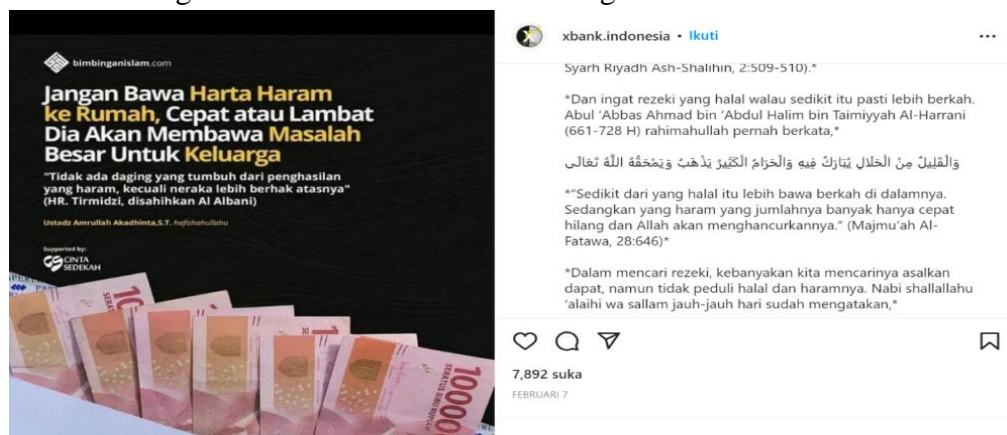 bimbinganislam.com
Jangan Bawa Harta Haram
ke Rumah, Cepat atau Lambat
Dia Akan Membawa Masalah
Besar Untuk Keluarga
"Tidak ada daging yang tumbuh dari penghasilan
yang haram, kecuali neraka lebih berhak atasnya"
(HR. Tirmidzi, disahihkan Al Albani)
Ustadz Amrullah Akadhinta,S.T. hafizhahullahu
Supported by:
CINTA
SEDEKAH
SERATUS RIBU RUPIAH
xbank.indonesia • Ikuti
Syarh Riyadh Ash-Shalihin, 2:509-510).*
*Dan ingat rezeki yang halal walau sedikit itu pasti lebih berkah.
Abul 'Abbas Ahmad bin 'Abdul Halim bin Taimiyyah Al-Harrani
(661-728 H) rahimahullah pernah berkata,*
وَالْقَلِيلُ مِنَ الْحَلَالِ يُبَارَكُ فِيهِ وَالْحَرَامُ الْكَثِيرُ يَذْهَبُ وَيَمْحَقُهُ اللَّهُ تَعَالَى
*"Sedikit dari yang halal itu lebih bawa berkah di dalamnya.
Sedangkan yang haram yang jumlahnya banyak hanya cepat
hilang dan Allah akan menghancurkannya." (Majmu'ah Al-
Fatawa, 28:646)*
*Dalam mencari rezeki, kebanyakan kita mencarinya asalkan
dapat, namun tidak peduli halal dan haramnya. Nabi shallallahu
'alaihi wa sallam jauh-jauh hari sudah mengatakan,*
7,892 suka
FEBRUARI 7